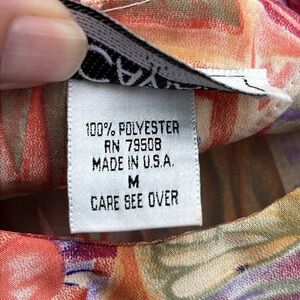 100% POLYESTER
RN 79508
MADE IN U.S.A.
M
CARE SEE OVER